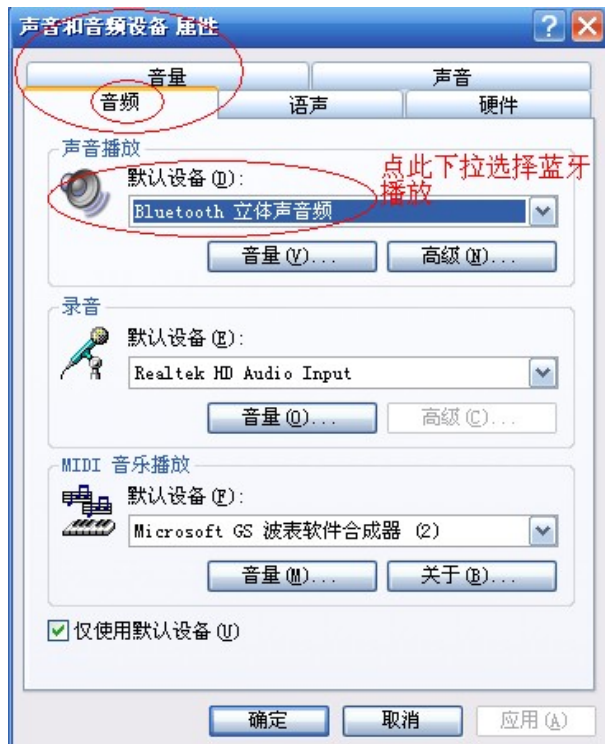 声音和音频设备 属性
音量
声音
音频
语声
硬件
声音播放
默认设备(D):
点此下拉选择蓝牙
播放
Bluetooth 立体声音频
音量(V)...
高级(N)...
录音
默认设备(E):
Realtek HD Audio Input
音量(O)...
高级(C)...
MIDI 音乐播放
默认设备(F):
Microsoft GS 波表软件合成器 (2)
音量(M)...
关于(B)...
仅使用默认设备(U)
确定
取消
应用(A)